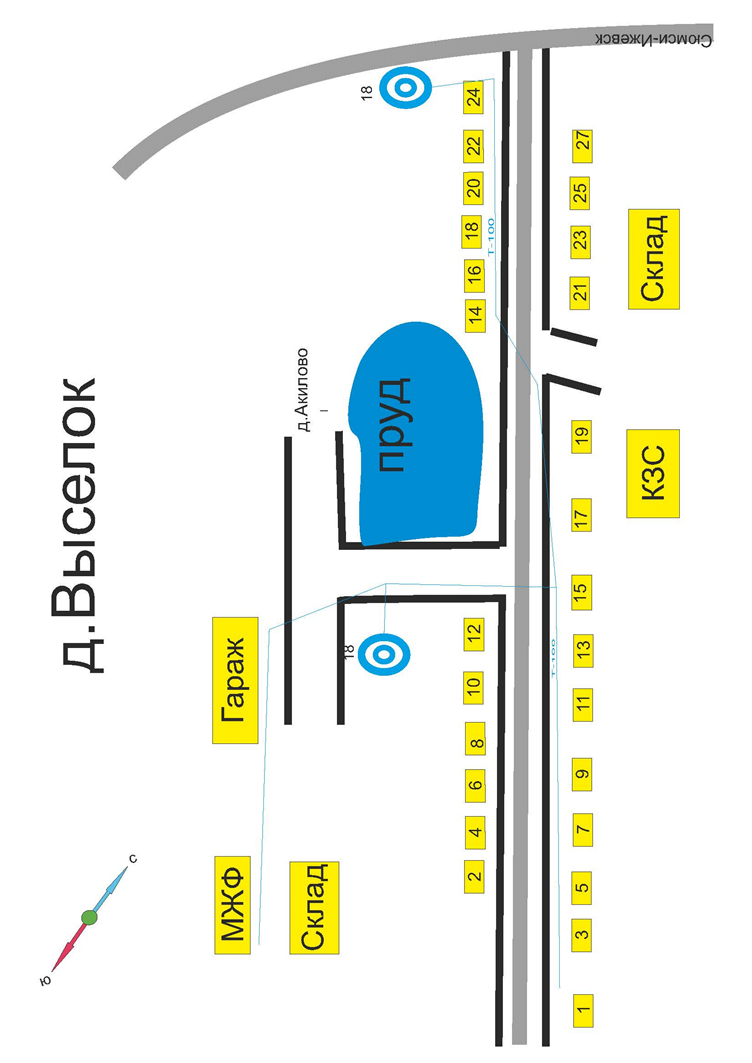 д.Выселок
Сюмси-Ижевск
18
24
22
20
18
16
14
Т-100
27
25
23
21
Склад
д.Акилово
пруд
19
17
15
13
11
9
7
5
3
1
КЗС
Гараж
18
12
10
8
6
4
2
Т-100
МЖФ
Склад
С
Ю